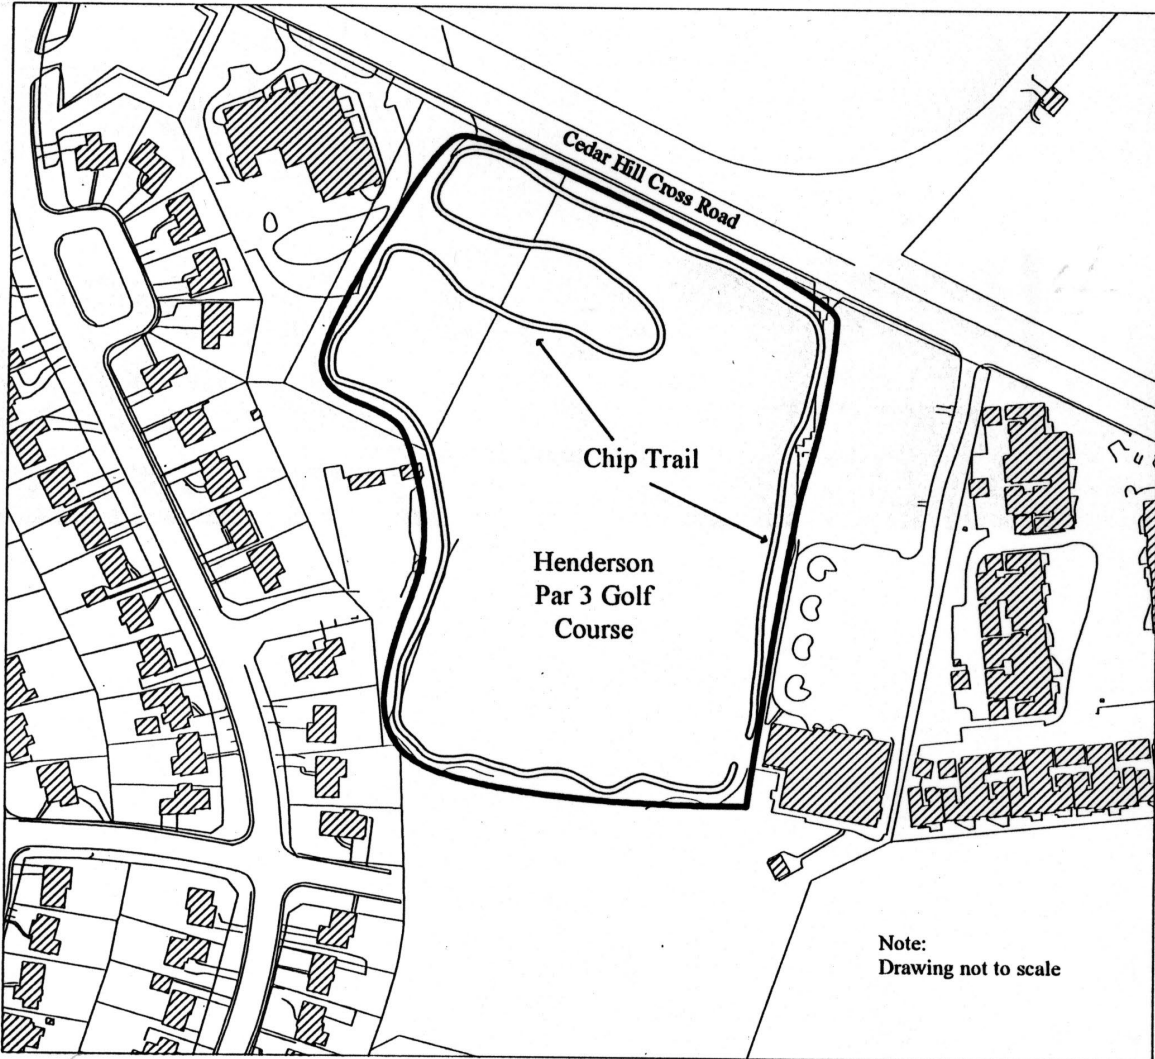 Cedar Hill Cross Road
Chip Trail
Henderson
Par 3 Golf
Course
Note:
Drawing not to scale